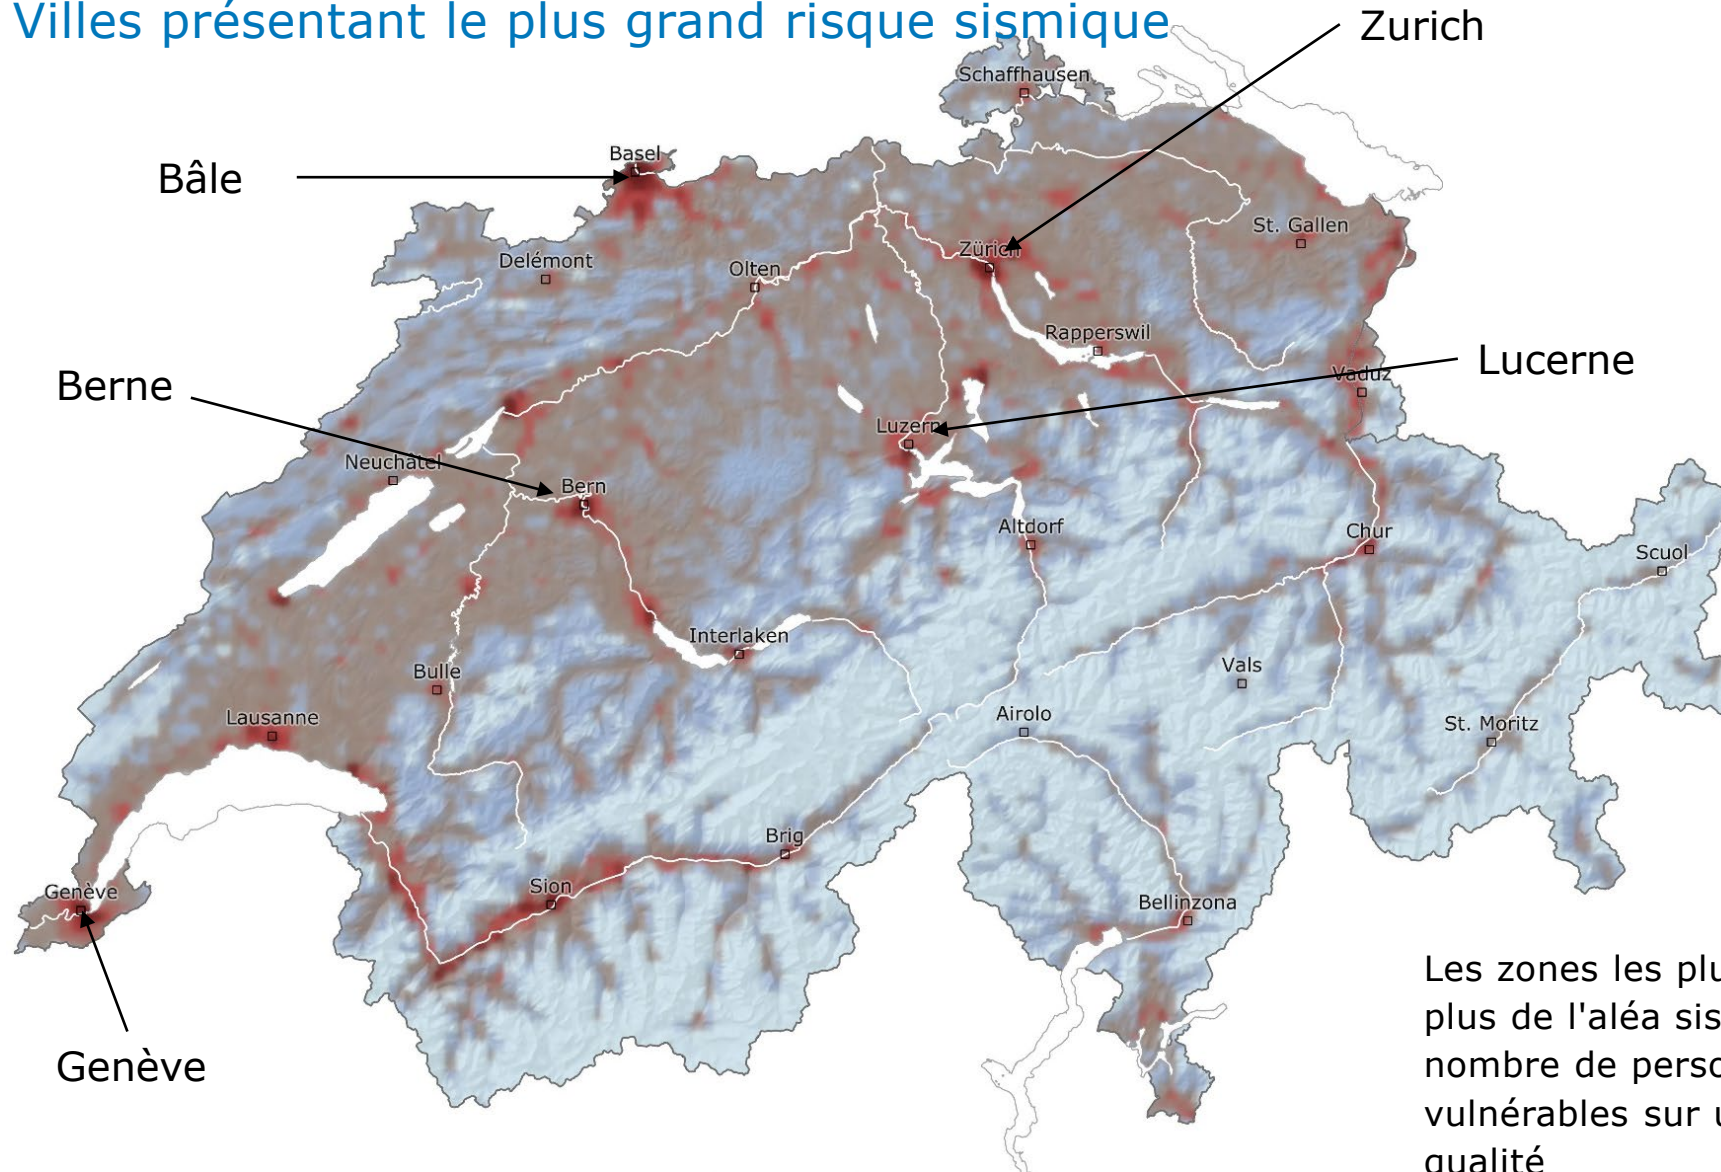 Villes présentant le plus grand risque sismique
Zurich
Schaffhausen
Basel
Bâle
St. Gallen
Zürich
Delémont
Olten
Rapperswil
Lucerne
Vaduz
Berne
Luzern
Neuchâtel
Bern
Altdorf
Chur
Scuol
Interlaken
Bulle
Vals
Lausanne
Airolo
St. Moritz
Brig
Genève
Sion
Bellinzona
Les zones les plu
plus de l'aléa sis
nombre de perso
vulnérables sur u
qualité
Genève